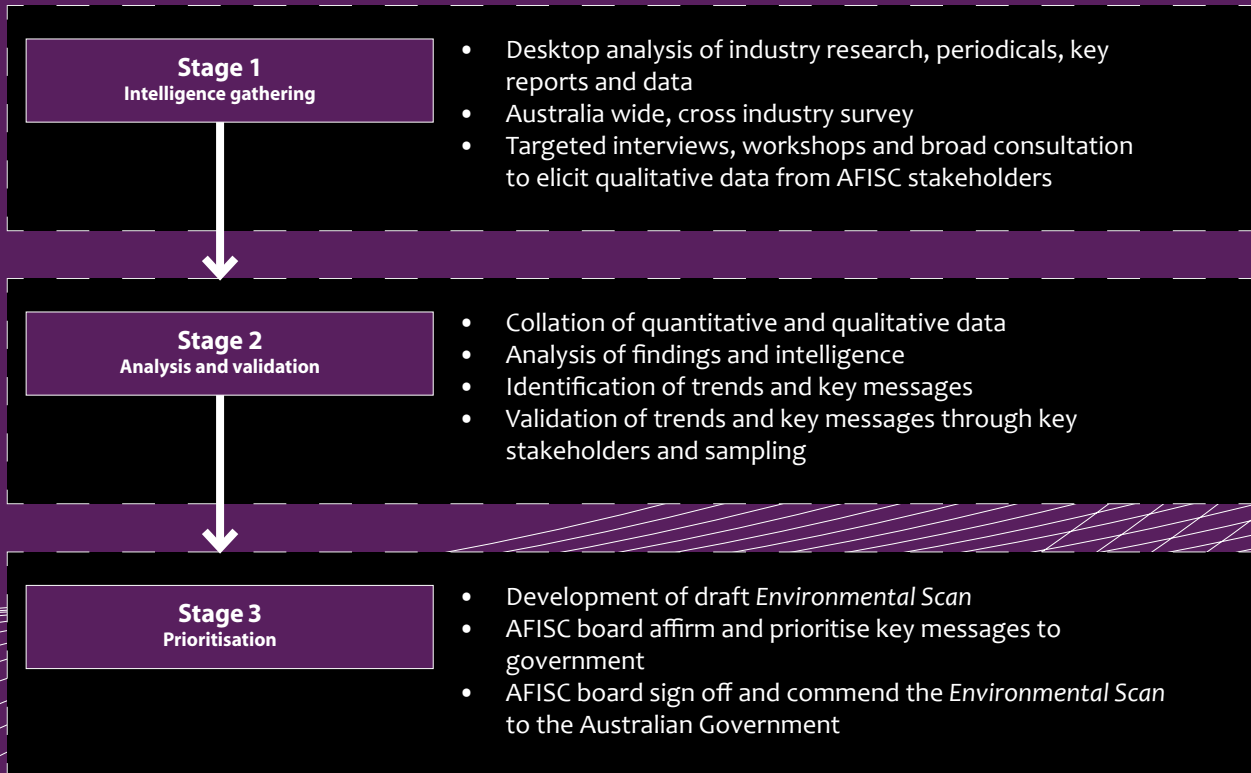 Stage 1
Intelligence gathering
• Desktop analysis of industry research, periodicals, key
reports and data
• Australia wide, cross industry survey
• Targeted interviews, workshops and broad consultation
to elicit qualitative data from AFISC stakeholders
Stage 2
Analysis and validation
• Collation of quantitative and qualitative data
• Analysis of findings and intelligence
• Identification of trends and key messages
• Validation of trends and key messages through key
stakeholders and sampling
Stage 3
Prioritisation
• Development of draft Environmental Scan
• AFISC board affirm and prioritise key messages to
government
• AFISC board sign off and commend the Environmental Scan
to the Australian Government